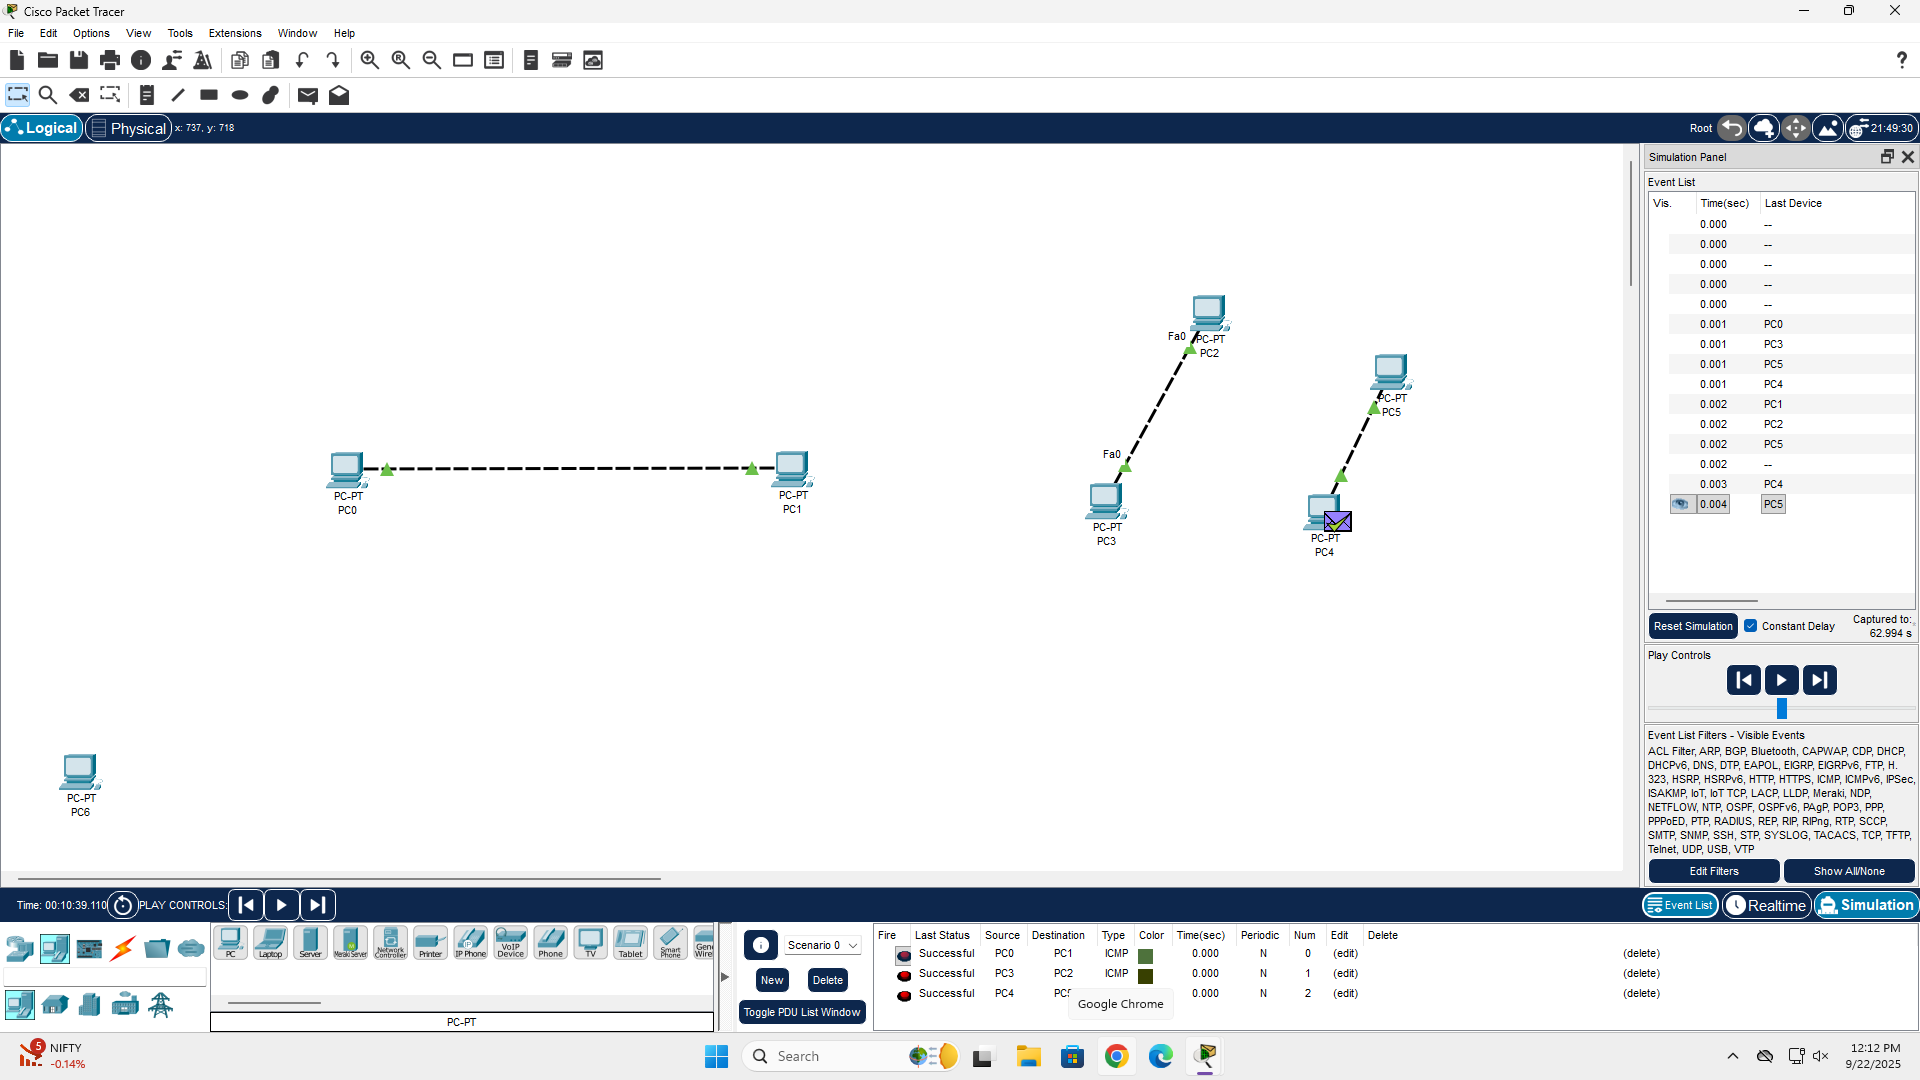 Cisco Packet Tracer
File Edit Options View Tools Extensions Window Help
Logical Physical x: 737, y: 718 Root 21:49:30
Simulation Panel
Event List
Vis. Time(sec) Last Device
0.000 --
0.000 --
0.000 --
0.000 --
0.000 --
0.001 PC0
0.001 PC3
0.001 PC5
0.001 PC4
0.002 PC1
0.002 PC2
0.002 PC5
0.002 --
0.003 PC4
0.004 PC5
Reset Simulation Constant Delay Captured to:
62.994 s
Play Controls
Event List Filters - Visible Events
ACL Filter, ARP, BGP, Bluetooth, CAPWAP, CDP, DHCP,
DHCPv6, DNS, DTP, EAPOL, EIGRP, EIGRPv6, FTP, H.
323, HSRP, HSRPv6, HTTP, HTTPS, ICMP, ICMPv6, IPSec,
ISAKMP, IoT, IoT TCP, LACP, LLDP, Meraki, NDP,
NETFLOW, NTP, OSPF, OSPFv6, PAgP, POP3, PPP,
PPPoED, PTP, RADIUS, REP, RIP, RIPng, RTP, SCCP,
SMTP, SNMP, SSH, STP, SYSLOG, TACACS, TCP, TFTP,
Telnet, UDP, USB, VTP
Edit Filters Show All/None
Fa0 PC-PT
PC2
PC-PT
PC5
Fa0
PC-PT
PC0
PC-PT
PC1
PC-PT
PC3
PC-PT
PC4
PC-PT
PC6
Time: 00:10:39.110 PLAY CONTROLS: Event List Realtime Simulation
PC Laptop Server Meraki Server Network Controller Printer IP Phone VoIP Device Phone TV Tablet Smart Phone
PC-PT
Scenario 0
New Delete
Toggle PDU List Window
Fire Last Status Source Destination Type Color Time(sec) Periodic Num Edit Delete
Successful PC0 PC1 ICMP 0.000 N 0 (edit) (delete)
Successful PC3 PC2 ICMP 0.000 N 1 (edit) (delete)
Successful PC4 0.000 N 2 (edit) (delete)
Google Chrome
5 NIFTY
-0.14%
Search
12:12 PM
9/22/2025